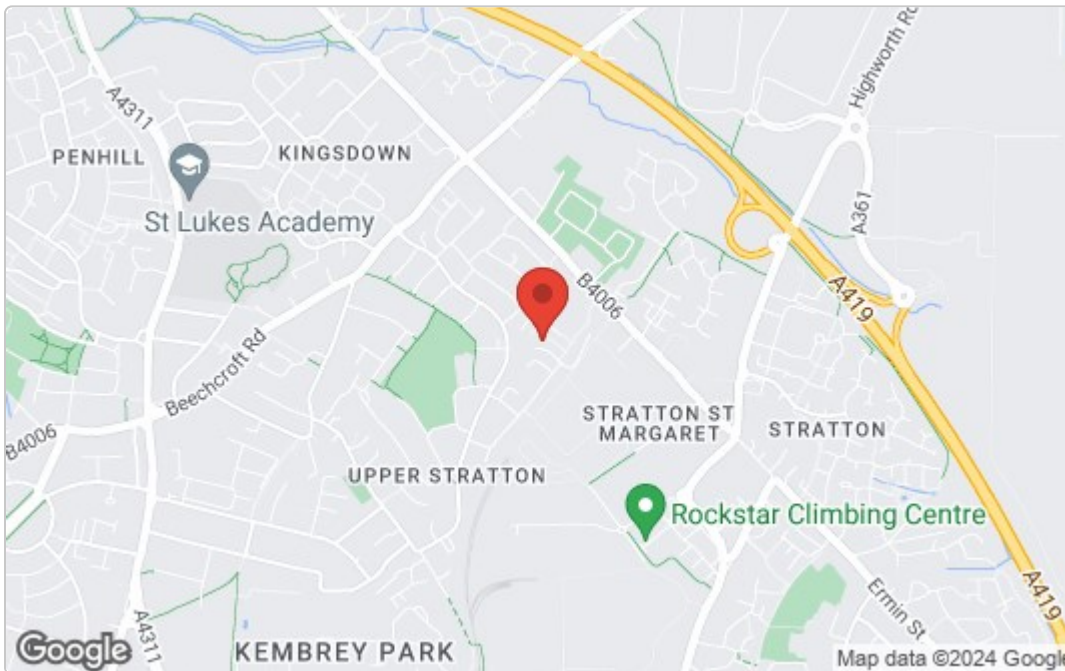 Highworth Rd
A4311
PENHILL
KINGSDOWN
St Lukes Academy
A361
B4006
A419
Beechcroft Rd
STRATTON ST
MARGARET
STRATTON
B4006
UPPER STRATTON
Rockstar Climbing Centre
Ermin St
A419
A4311
KEMBREY PARK
Google
Map data ©2024 Google